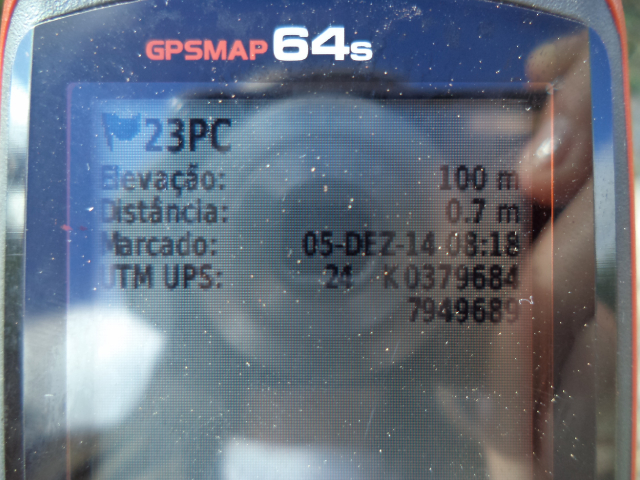 GPSMAP 64s
23PC
Elevação: 100 m
Distância: 0.7 m
Marcado: 05-DEZ-14 08:18
UTM UPS: 24 K 0379684
7949689